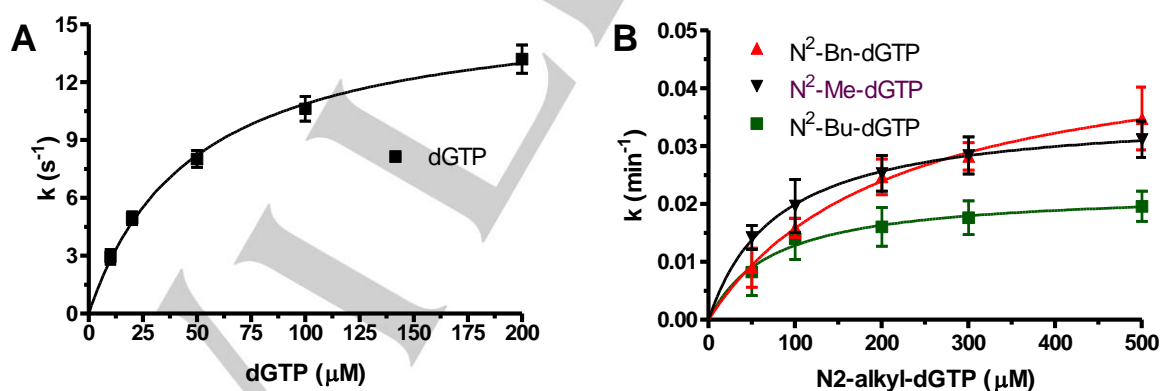 A
k (s⁻¹)
15
12
9
6
3
0
dGTP
0 25 50 75 100 125 150 175 200
dGTP (μM)
B
k (min⁻¹)
0.05
0.04
0.03
0.02
0.01
0.00
N²-Bn-dGTP
N²-Me-dGTP
N²-Bu-dGTP
0 100 200 300 400 500
N2-alkyl-dGTP (μM)